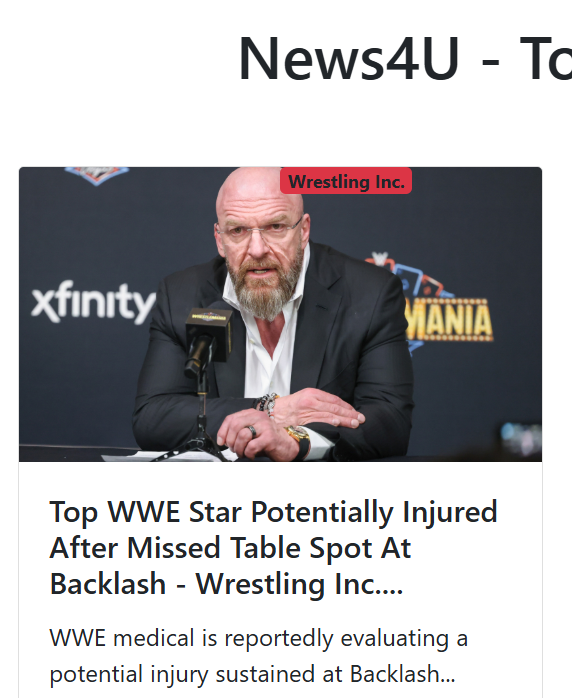 News4U - To
Wrestling Inc.
xfinity
MANIA
Top WWE Star Potentially Injured
After Missed Table Spot At
Backlash - Wrestling Inc....
WWE medical is reportedly evaluating a
potential injury sustained at Backlash...